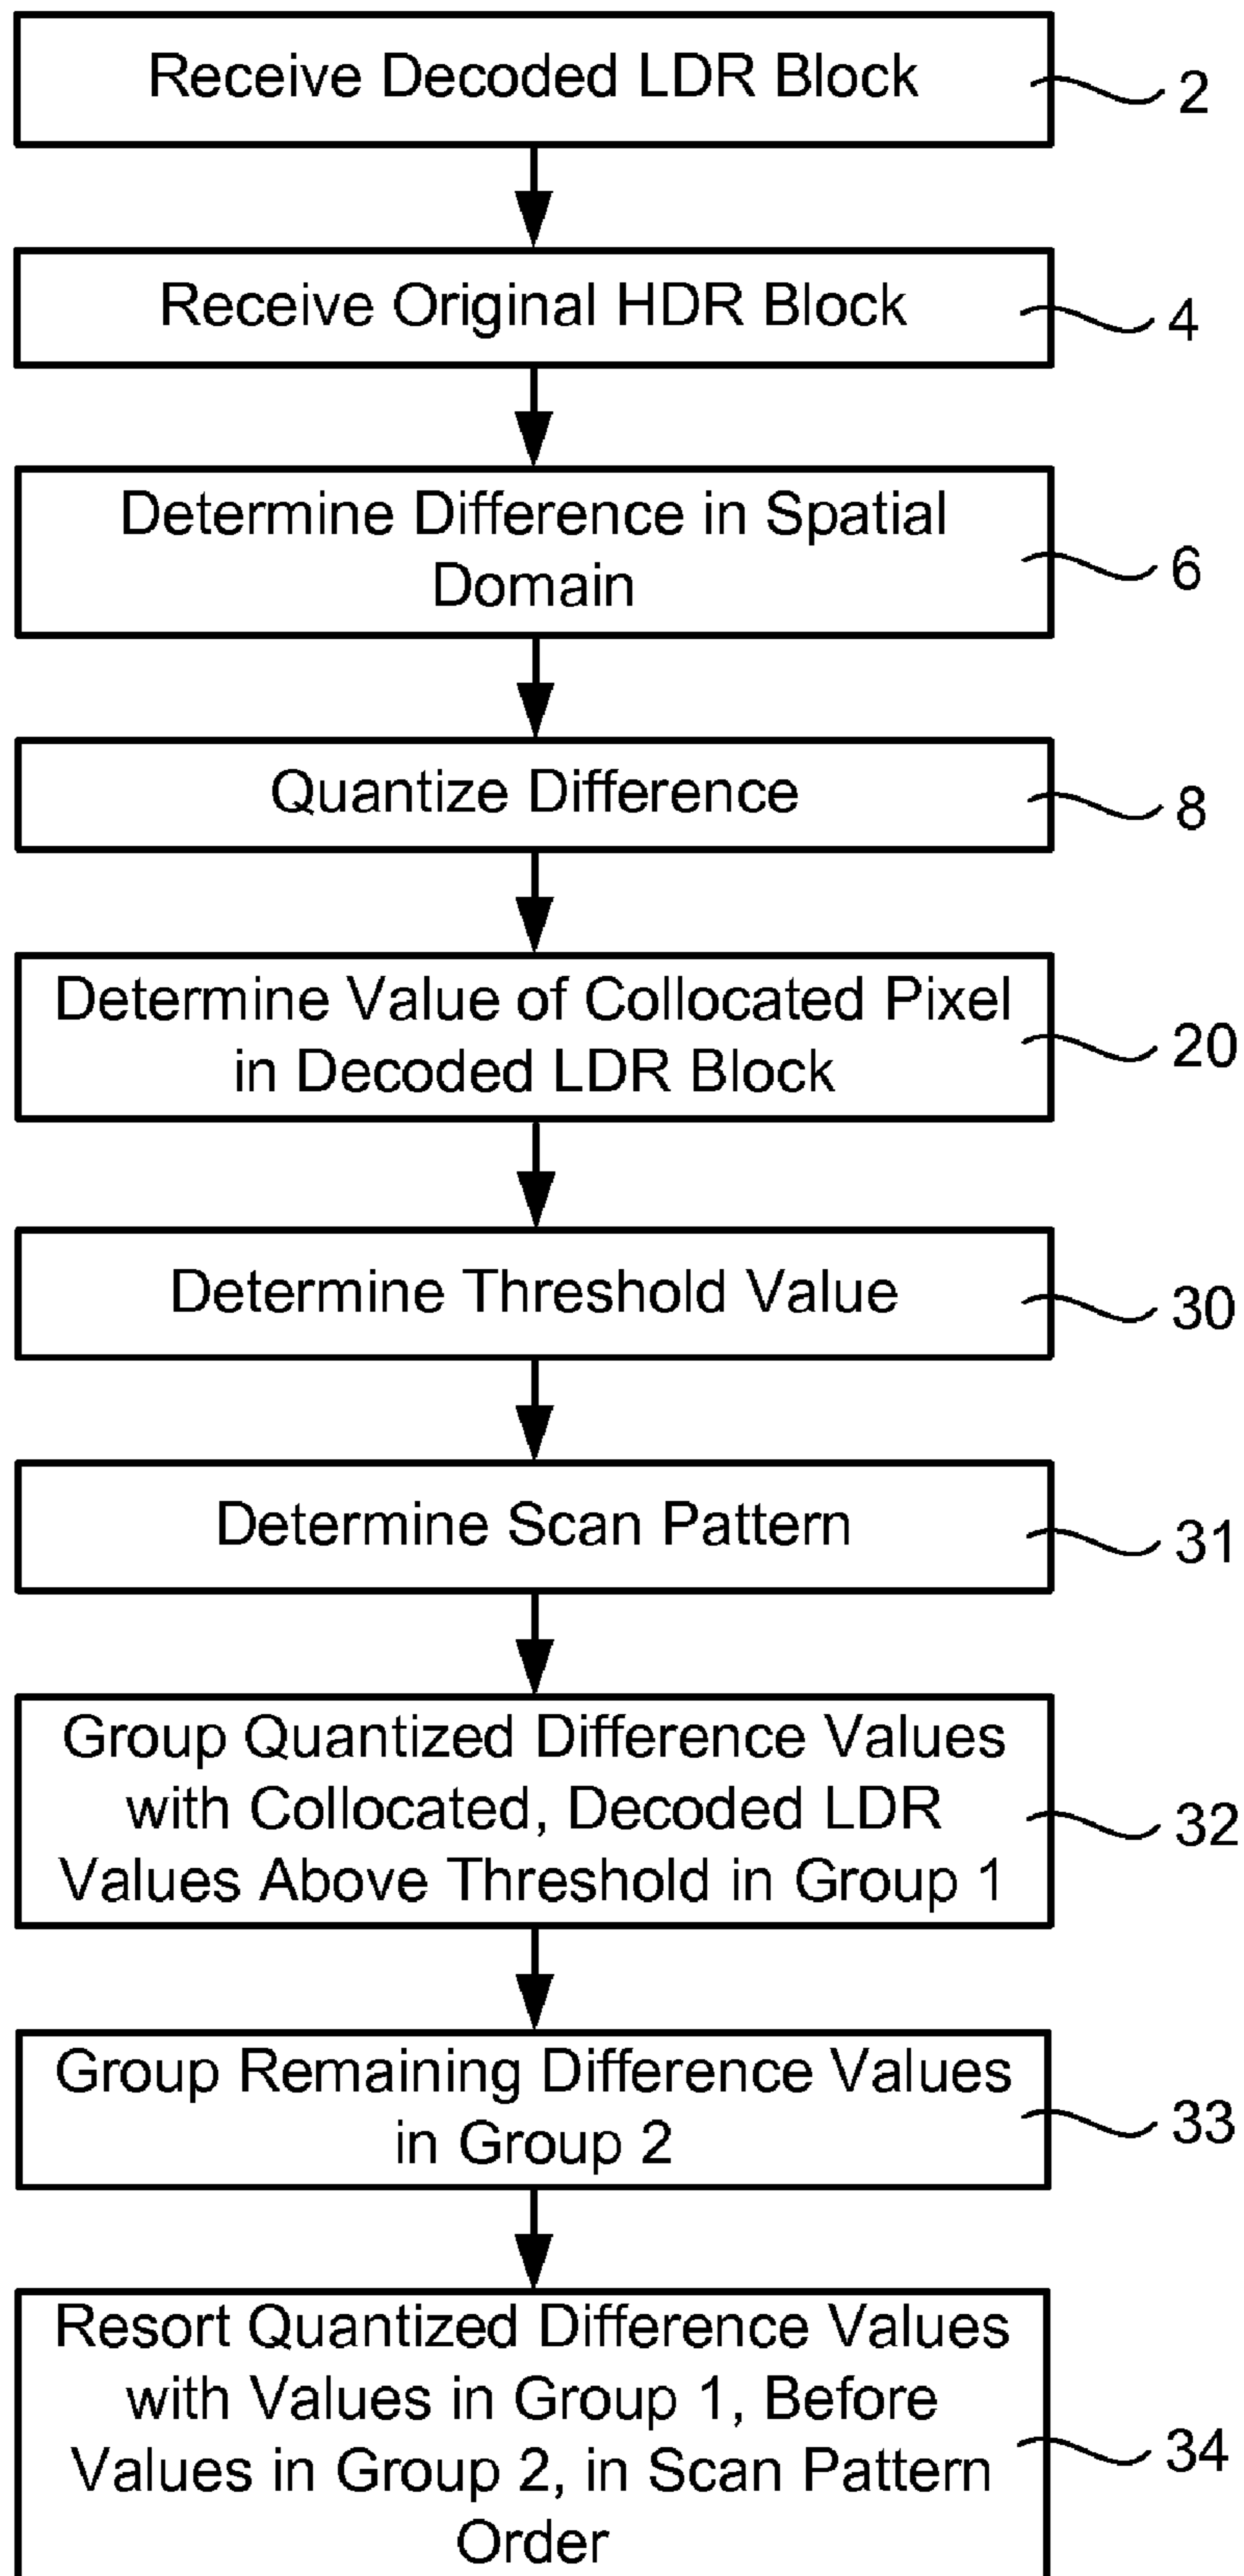 Receive Decoded LDR Block
2
Receive Original HDR Block
4
Determine Difference in Spatial
Domain
6
Quantize Difference
8
Determine Value of Collocated Pixel
in Decoded LDR Block
20
Determine Threshold Value
30
Determine Scan Pattern
31
Group Quantized Difference Values
with Collocated, Decoded LDR
Values Above Threshold in Group 1
32
Group Remaining Difference Values
in Group 2
33
Resort Quantized Difference Values
with Values in Group 1, Before
Values in Group 2, in Scan Pattern
Order
34